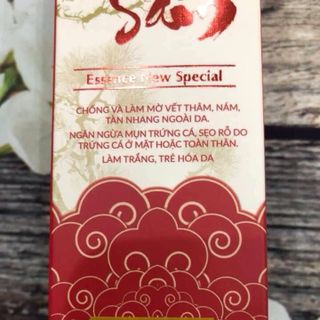 Sâm
Essence New Special
CHỐNG VÀ LÀM MỜ VẾT THÂM, NÁM,
TÀN NHANG NGOÀI DA.
NGĂN NGỪA MỤN TRỨNG CÁ, SẸO RỖ DO
TRỨNG CÁ Ở MẶT HOẶC TOÀN THÂN.
LÀM TRẮNG, TRẺ HÓA DA